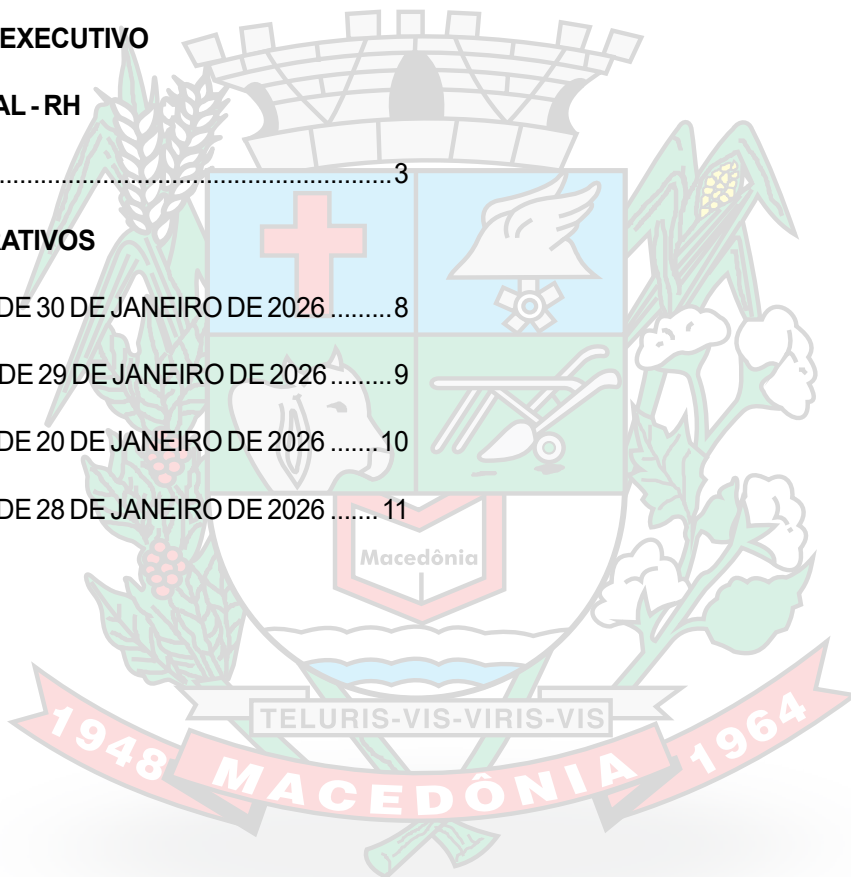 EXECUTIVO
AL - RH
........................................................... 3
RATIVOS
DE 30 DE JANEIRO DE 2026 ......... 8
DE 29 DE JANEIRO DE 2026 ......... 9
DE 20 DE JANEIRO DE 2026 ....... 10
DE 28 DE JANEIRO DE 2026 ....... 11
Macedônia
TELURIS-VIS-VIRIS-VIS
1948 MACEDÔNIA 1964